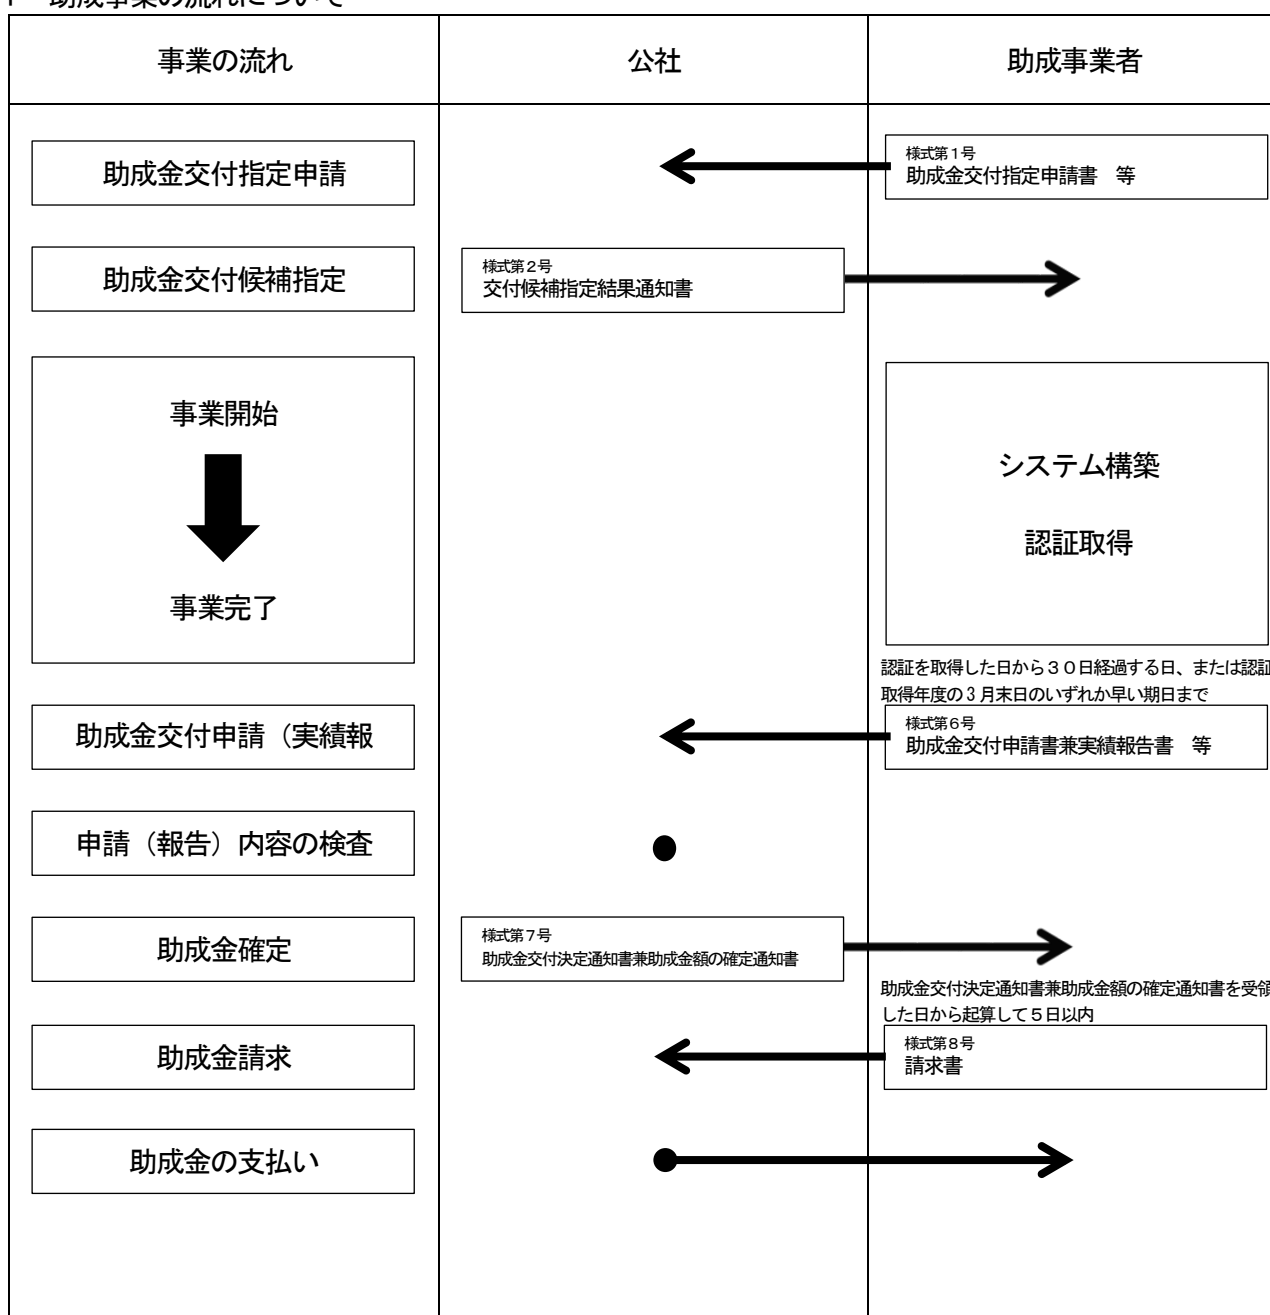 助成事業の流れについて
事業の流れ
公社
助成事業者
助成金交付指定申請
様式第1号
助成金交付指定申請書　等
助成金交付候補指定
様式第2号
交付候補指定結果通知書
事業開始
事業完了
システム構築
認証取得
認証を取得した日から３０日経過する日、または認証
取得年度の3月末日のいずれか早い期日まで
助成金交付申請（実績報
様式第6号
助成金交付申請書兼実績報告書　等
申請（報告）内容の検査
助成金確定
様式第7号
助成金交付決定通知書兼助成金額の確定通知書
助成金交付決定通知書兼助成金額の確定通知書を受領
した日から起算して５日以内
助成金請求
様式第8号
請求書
助成金の支払い